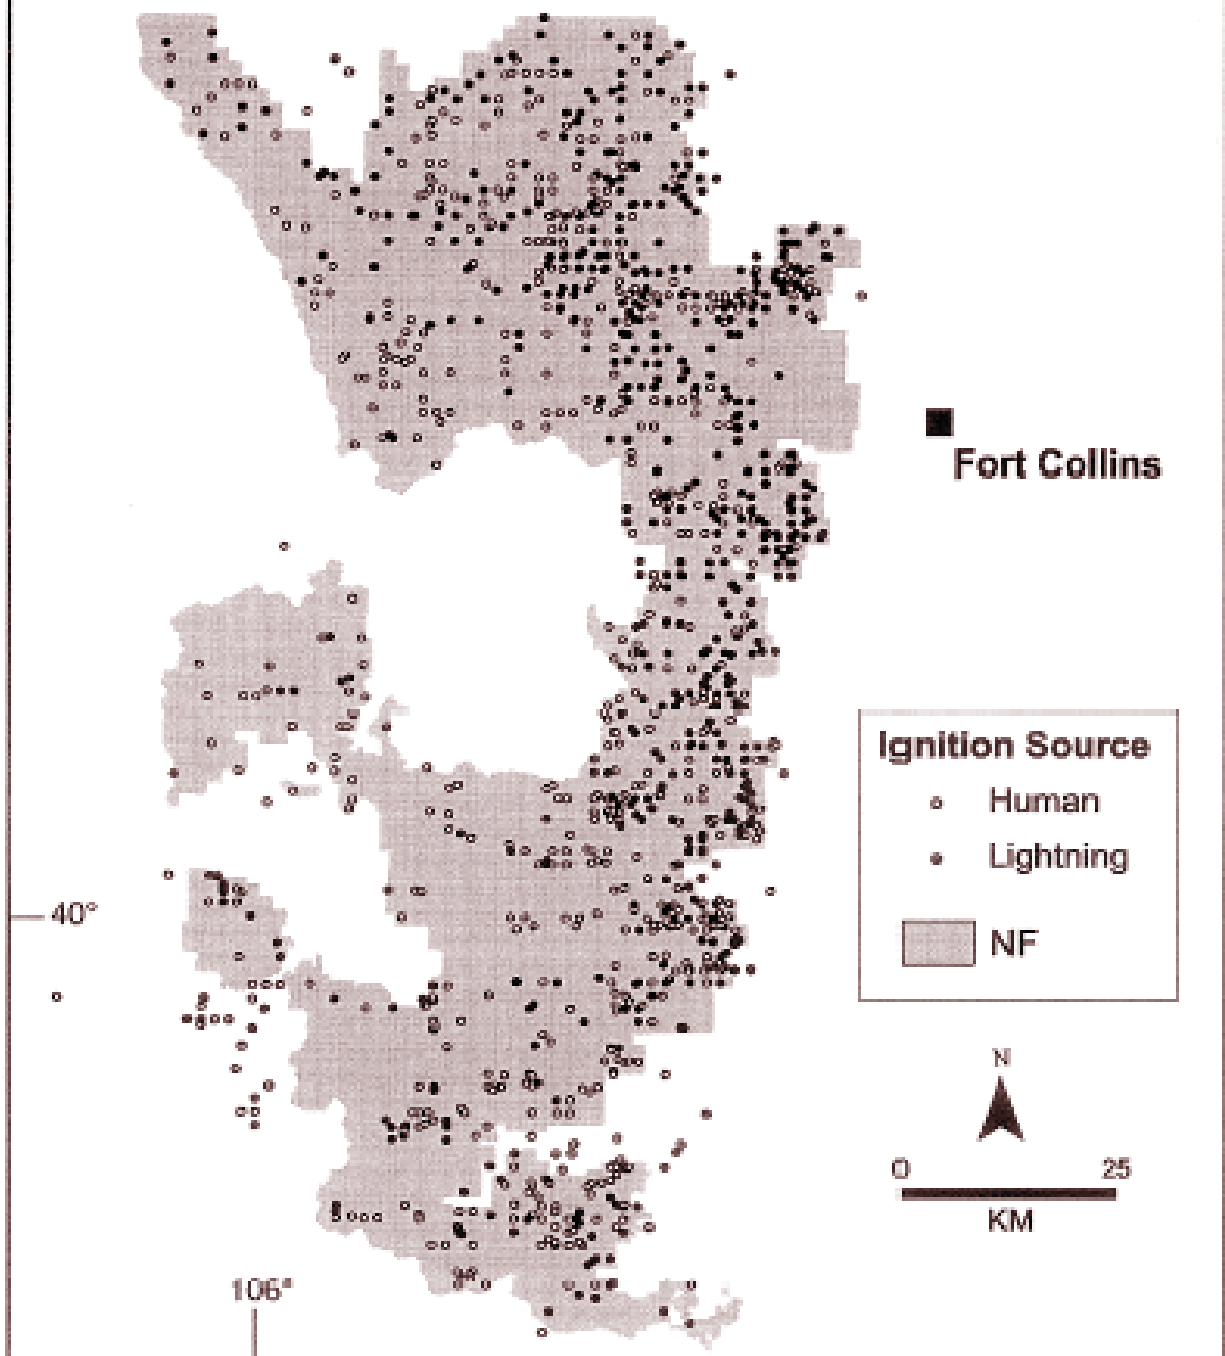 Fort Collins
Ignition Source
Human
Lightning
NF
40°
N
0 25
KM
106°